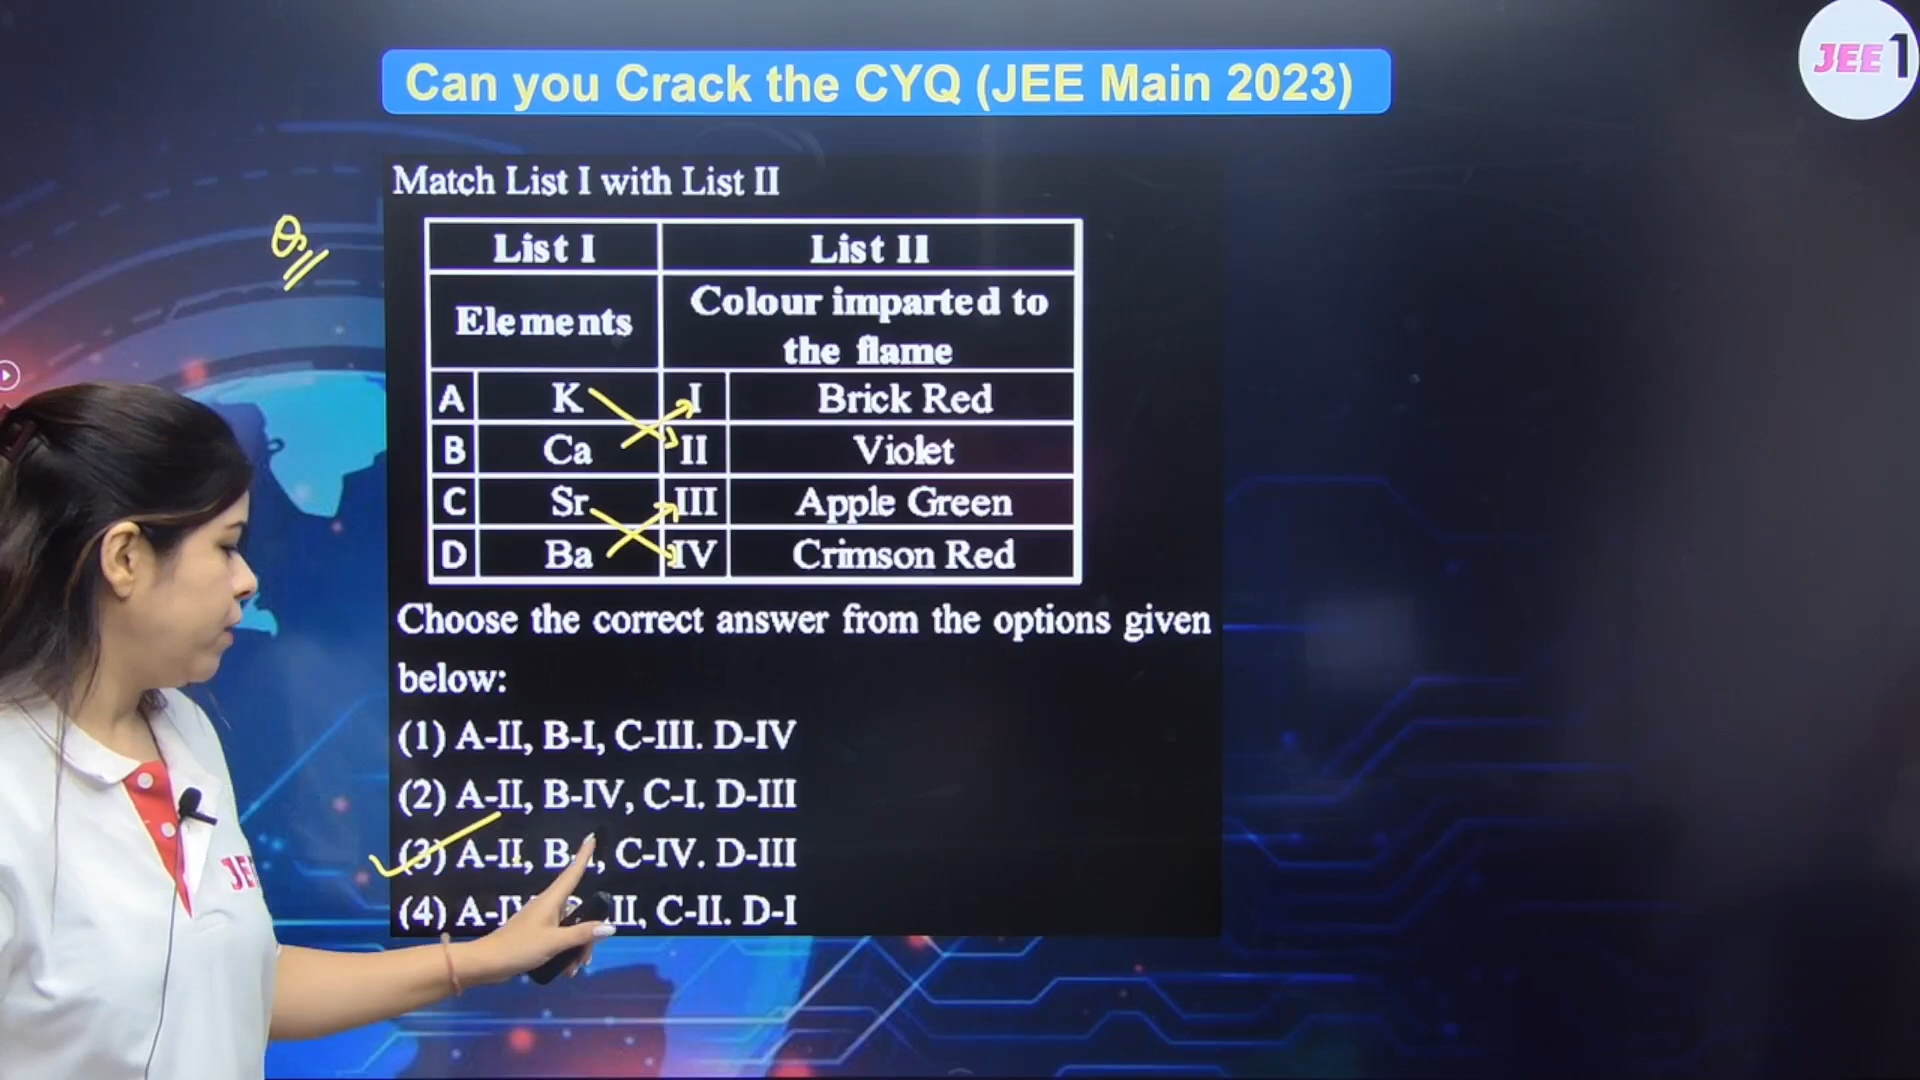 Can you Crack the CYQ (JEE Main 2023)
JEE 1
Match List I with List II
Q
List I List II
Elements Colour imparted to the flame
A K I Brick Red
B Ca II Violet
C Sr III Apple Green
D Ba IV Crimson Red
Choose the correct answer from the options given
below:
(1) A-II, B-I, C-III. D-IV
(2) A-II, B-IV, C-I. D-III
(3) A-II, B-I, C-IV. D-III
(4) C-II. D-I
JEE